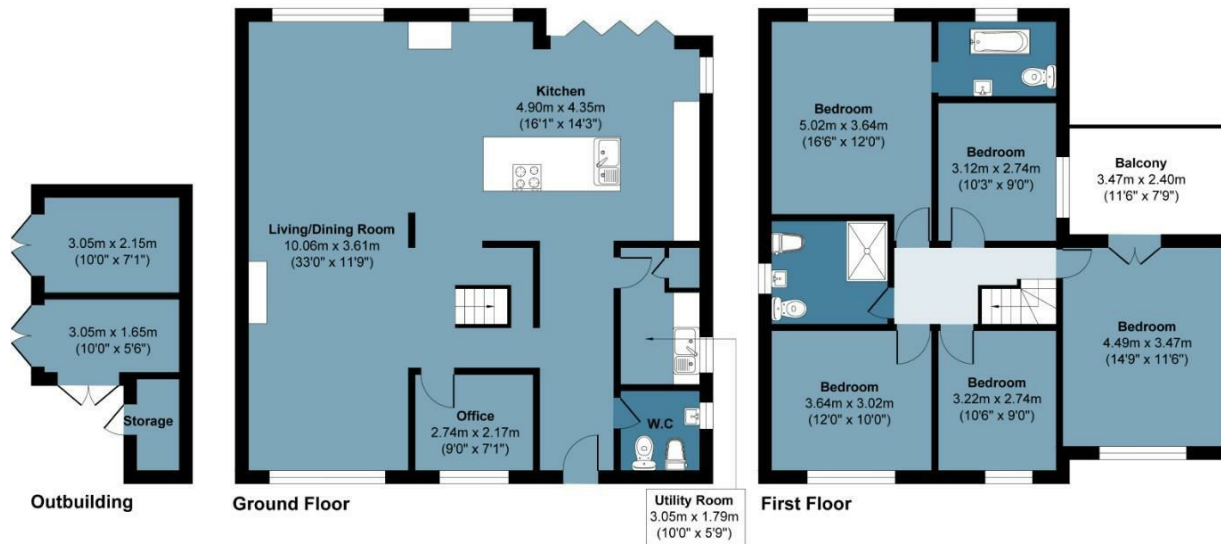 3.05m x 2.15m
(10'0" x 7'1")
3.05m x 1.65m
(10'0" x 5'6")
Storage
Outbuilding
Kitchen
4.90m x 4.35m
(16'1" x 14'3")
Living/Dining Room
10.06m x 3.61m
(33'0" x 11'9")
Office
2.74m x 2.17m
(9'0" x 7'1")
W.C
Utility Room
3.05m x 1.79m
(10'0" x 5'9")
Ground Floor
Bedroom
5.02m x 3.64m
(16'6" x 12'0")
Bedroom
3.12m x 2.74m
(10'3" x 9'0")
Balcony
3.47m x 2.40m
(11'6" x 7'9")
Bedroom
4.49m x 3.47m
(14'9" x 11'6")
Bedroom
3.64m x 3.02m
(12'0" x 10'0")
Bedroom
3.22m x 2.74m
(10'6" x 9'0")
First Floor